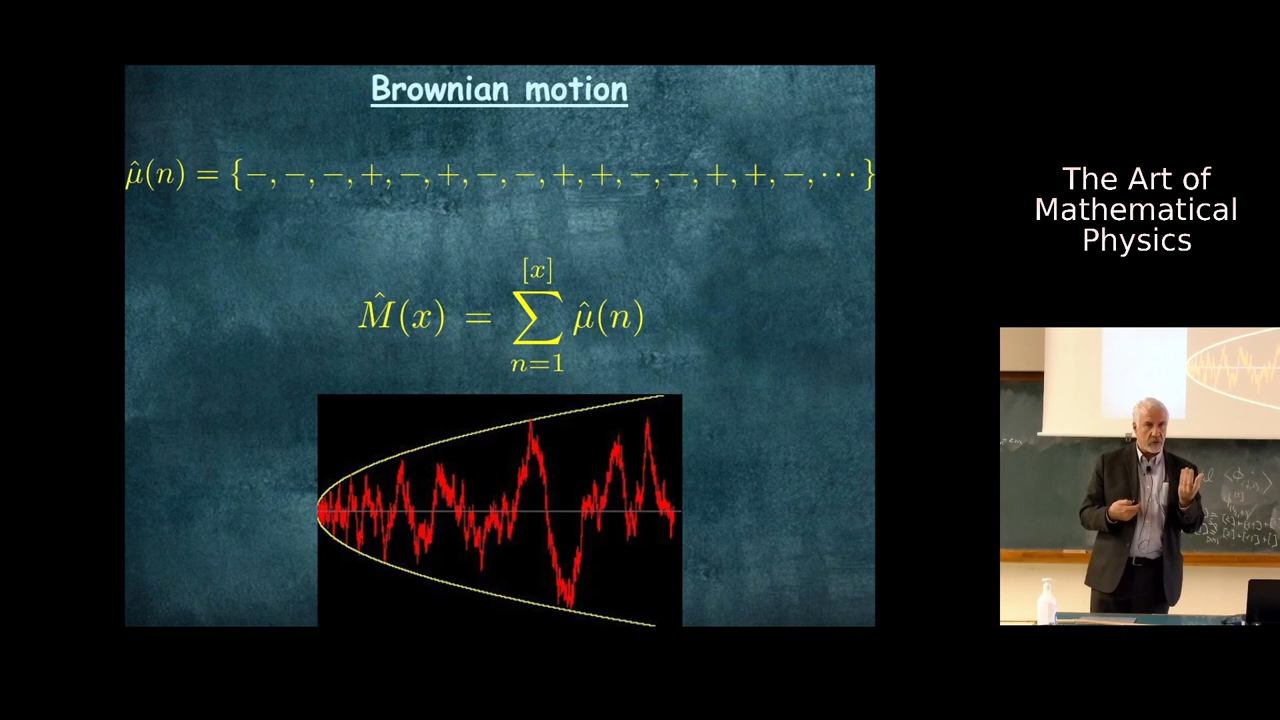 Brownian motion
μ̂(n) = {−, −, −, +, −, +, −, −, +, +, −, −, +, +, −, ⋯}
M̂(x) = ∑_{n=1}^{[x]} μ̂(n)
The Art of
Mathematical
Physics